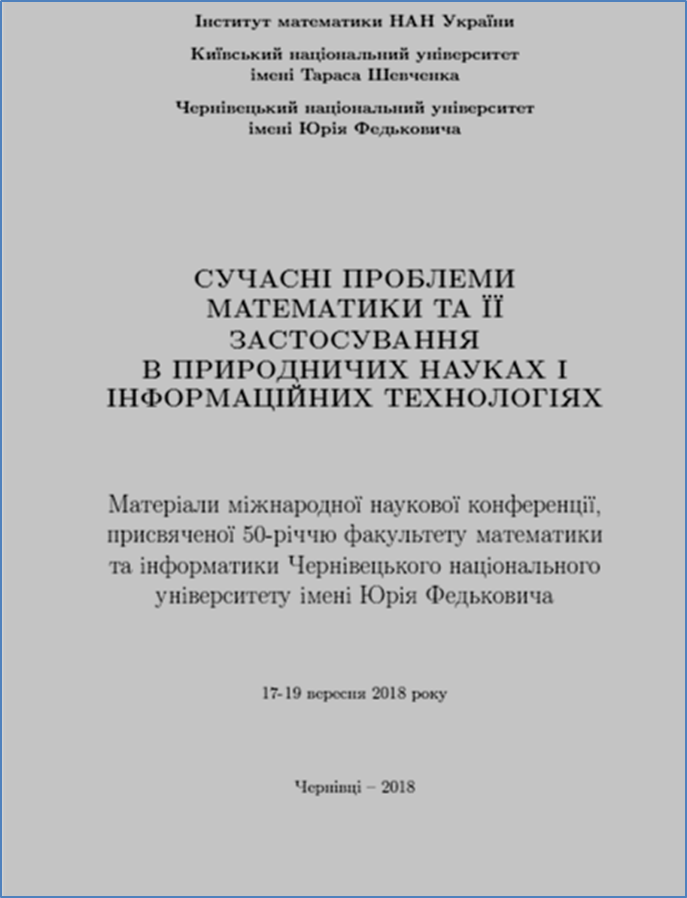 Інститут математики НАН України
Київський національний університет
імені Тараса Шевченка
Чернівецький національний університет
імені Юрія Федьковича
СУЧАСНІ ПРОБЛЕМИ
МАТЕМАТИКИ ТА ЇЇ
ЗАСТОСУВАННЯ
В ПРИРОДНИЧИХ НАУКАХ І
ІНФОРМАЦІЙНИХ ТЕХНОЛОГІЯХ
Матеріали міжнародної наукової конференції,
присвяченої 50-річчю факультету математики
та інформатики Чернівецького національного
університету імені Юрія Федьковича
17-19 вересня 2018 року
Чернівці – 2018